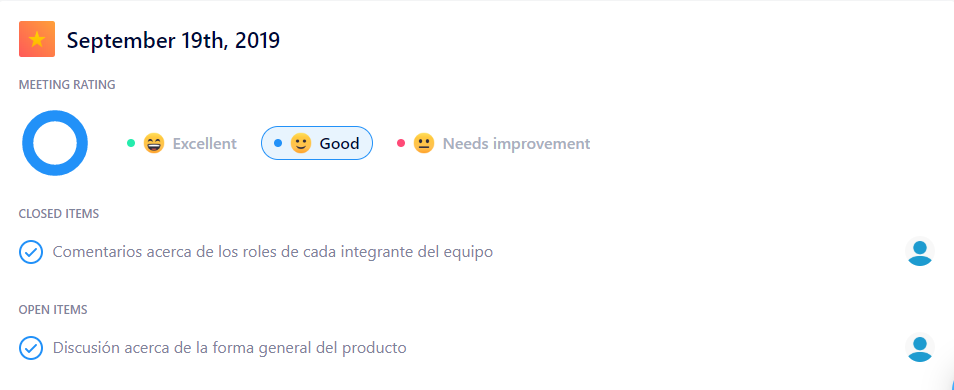 September 19th, 2019
MEETING RATING
Excellent
Good
Needs improvement
CLOSED ITEMS
Comentarios acerca de los roles de cada integrante del equipo
OPEN ITEMS
Discusión acerca de la forma general del producto